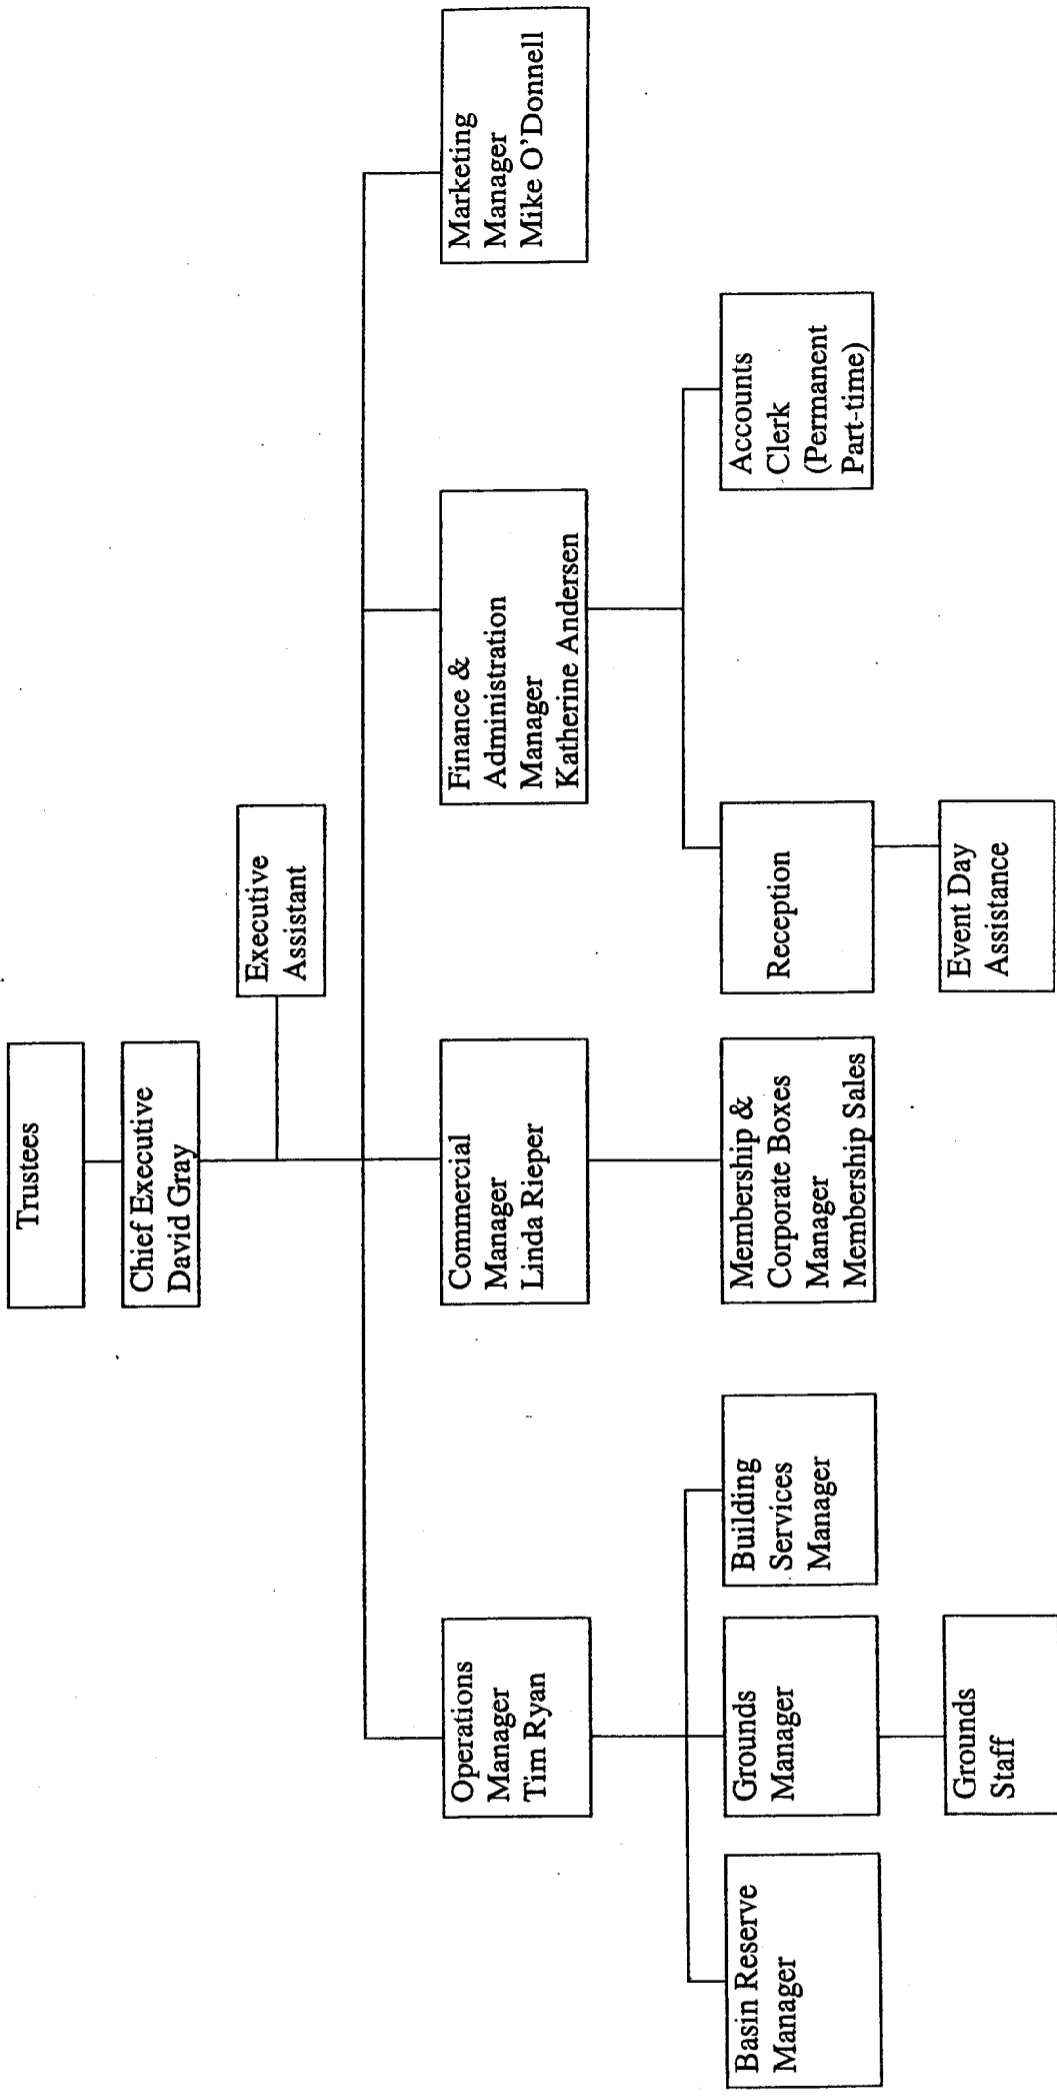 Trustees
Chief Executive
David Gray
Executive
Assistant
Operations
Manager
Tim Ryan
Commercial
Manager
Linda Rieper
Finance &
Administration
Manager
Katherine Andersen
Marketing
Manager
Mike O'Donnell
Basin Reserve
Manager
Grounds
Manager
Building
Services
Manager
Membership &
Corporate Boxes
Manager
Membership Sales
Reception
Accounts
Clerk
(Permanent
Part-time)
Grounds
Staff
Event Day
Assistance